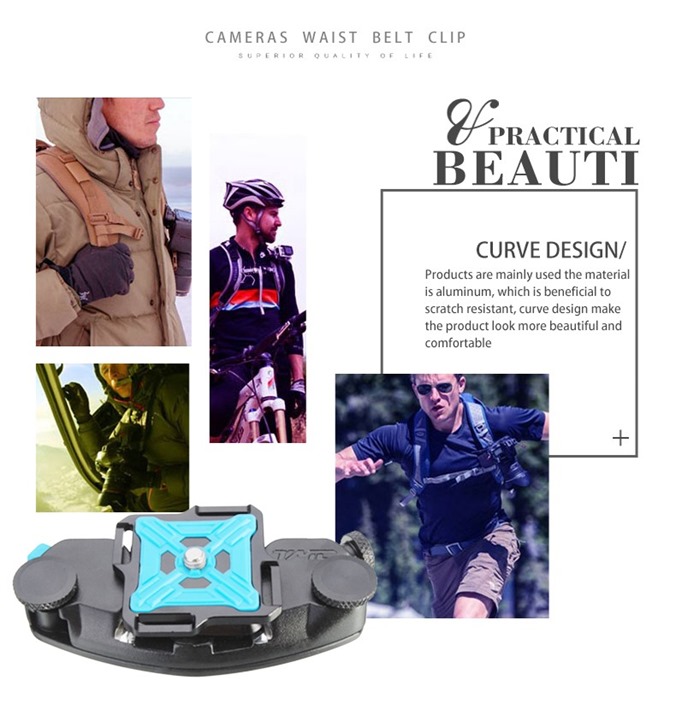 CAMERAS WAIST BELT CLIP
SUPERIOR QUALITY OF LIFE
& PRACTICAL
BEAUTI
CURVE DESIGN/
Products are mainly used the material
is aluminum, which is beneficial to
scratch resistant, curve design make
the product look more beautiful and
comfortable
+